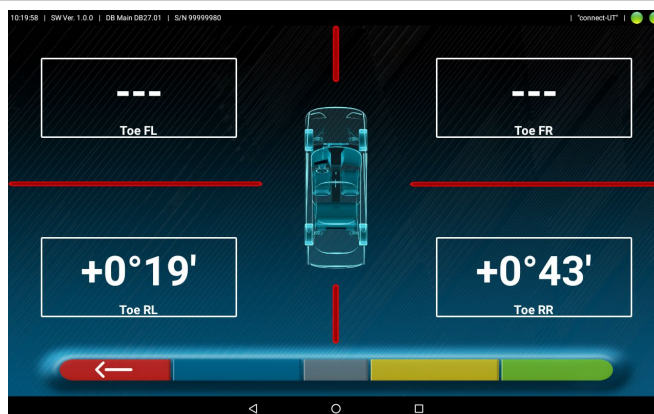 10:19:58 | SW Ver. 1.0.0 | DB Main DB27.01 | S/N 99999980 | "connect-UT" |
--- ---
Toe FL Toe FR
+0°19' +0°43'
Toe RL Toe RR